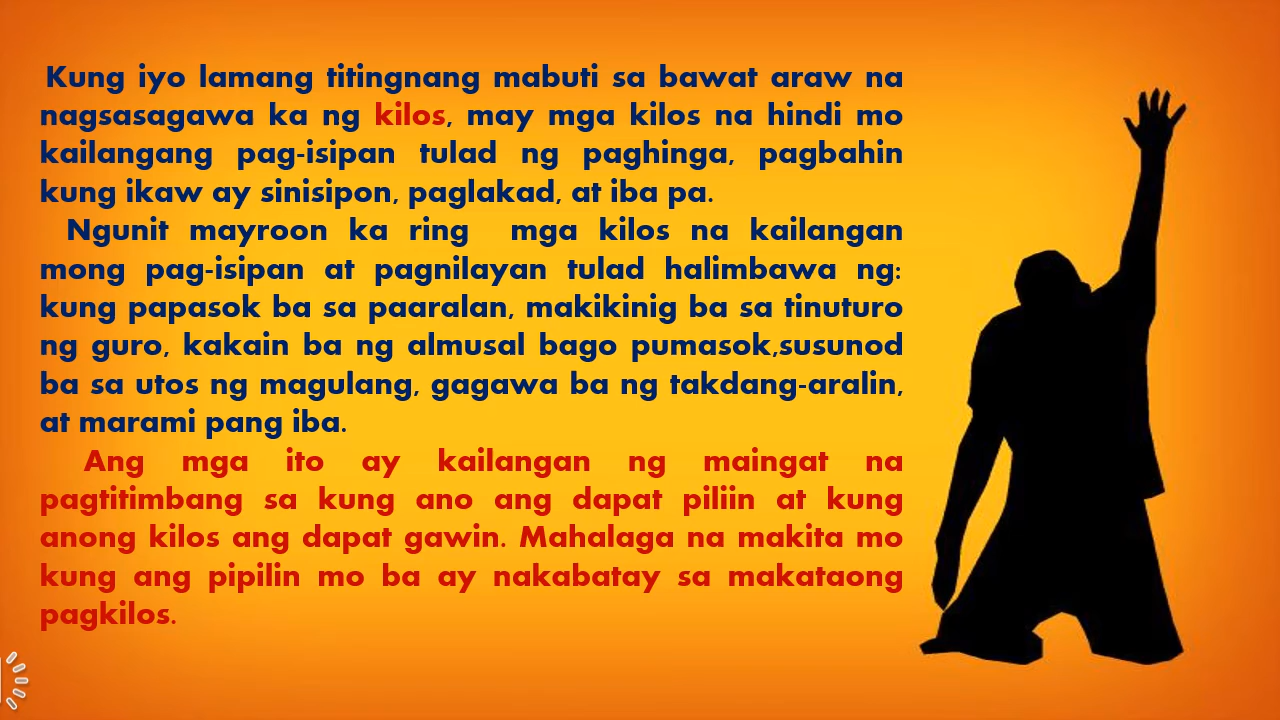 Kung iyo lamang titingnang mabuti sa bawat araw na
nagsasagawa ka ng kilos, may mga kilos na hindi mo
kailangang pag-isipan tulad ng paghinga, pagbahin
kung ikaw ay sinisipon, paglakad, at iba pa.
Ngunit mayroon ka ring mga kilos na kailangan
mong pag-isipan at pagnilayan tulad halimbawa ng:
kung papasok ba sa paaralan, makikinig ba sa tinuturo
ng guro, kakain ba ng almusal bago pumasok,susunod
ba sa utos ng magulang, gagawa ba ng takdang-aralin,
at marami pang iba.
Ang mga ito ay kailangan ng maingat na
pagtitimbang sa kung ano ang dapat piliin at kung
anong kilos ang dapat gawin. Mahalaga na makita mo
kung ang pipilin mo ba ay nakabatay sa makataong
pagkilos.